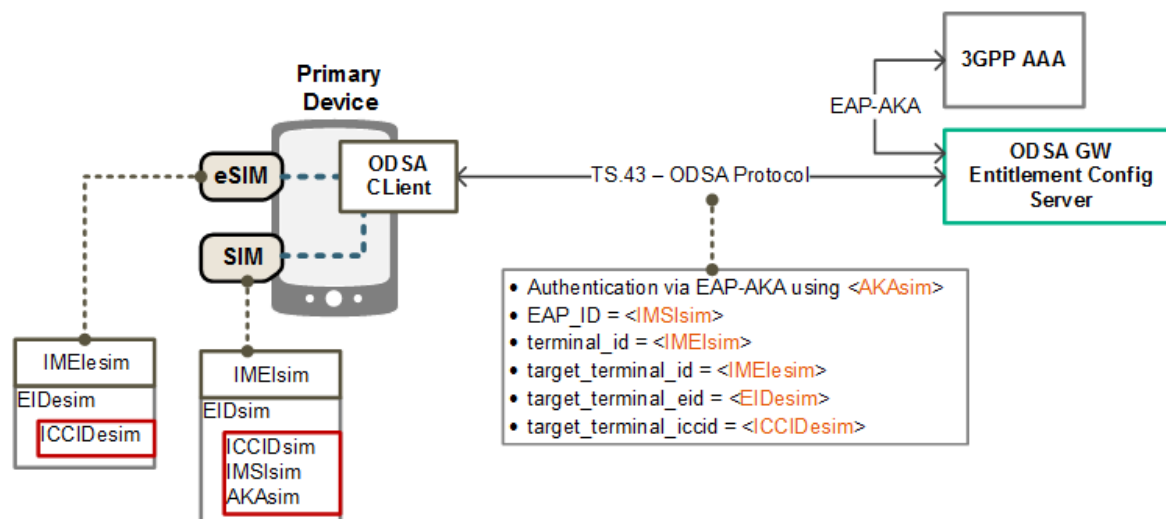 Primary
Device
3GPP AAA
EAP-AKA
eSIM
ODSA
CLient
TS.43 – ODSA Protocol
ODSA GW
Entitlement Config
Server
SIM
• Authentication via EAP-AKA using <AKAsim>
• EAP_ID = <IMSIsim>
• terminal_id = <IMEIsim>
• target_terminal_id = <IMEIesim>
• target_terminal_eid = <EIDesim>
• target_terminal_iccid = <ICCIDesim>
IMEIesim
EIDesim
ICCIDesim
IMEIsim
EIDsim
ICCIDsim
IMSIsim
AKAsim